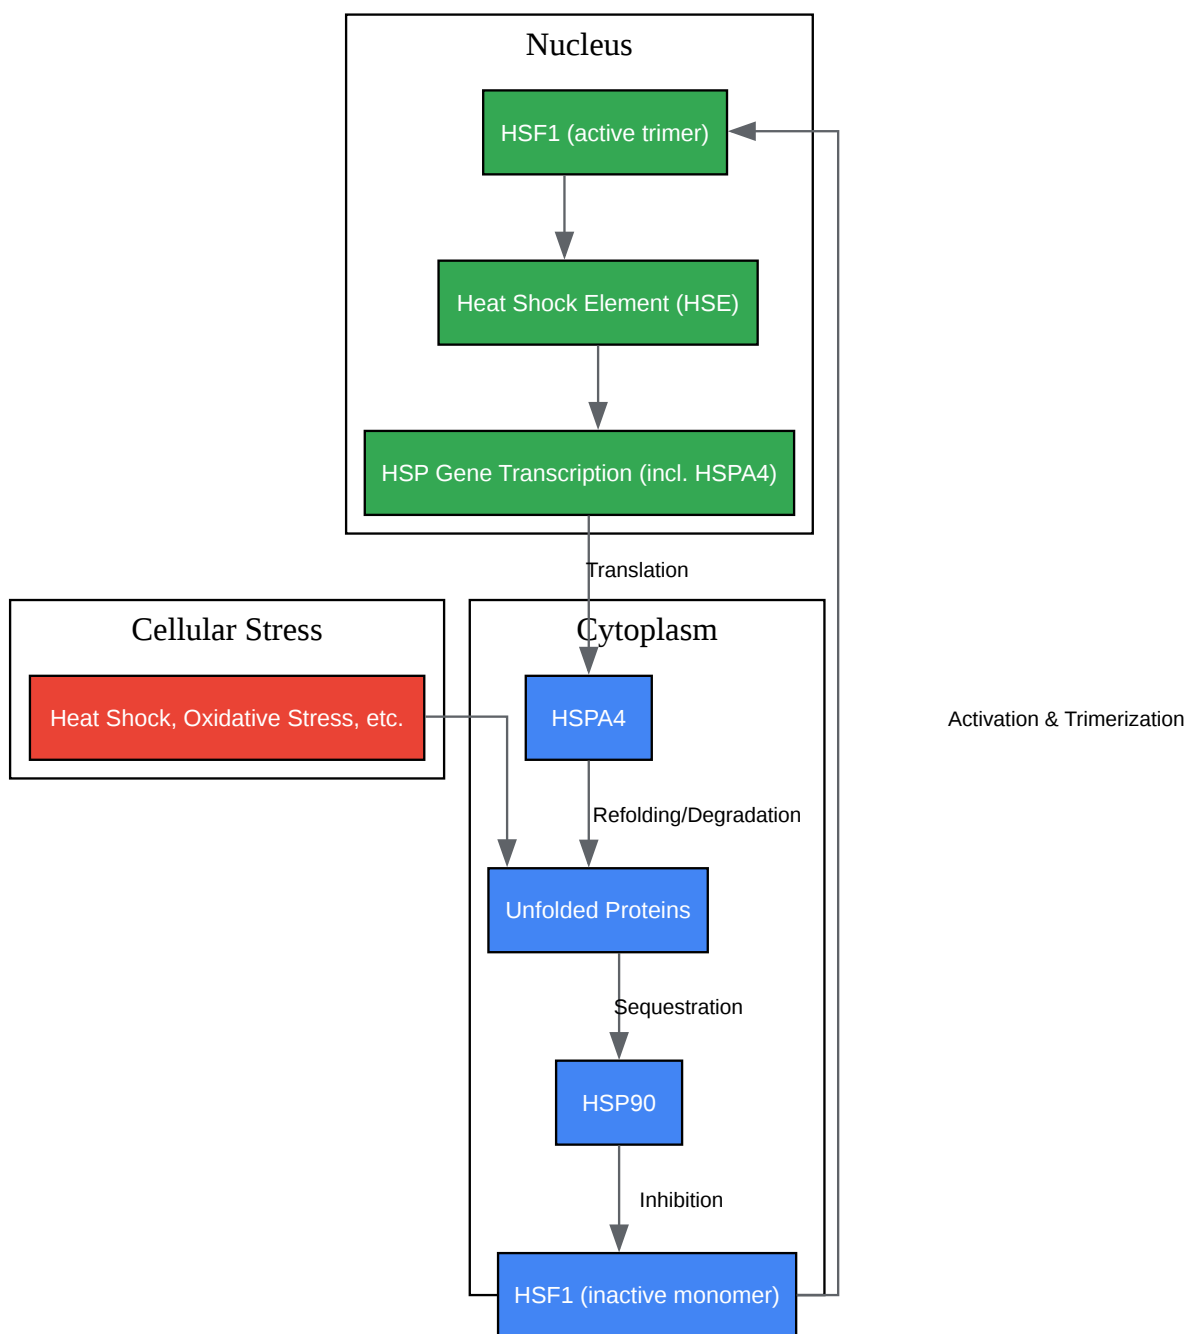 Nucleus
HSF1 (active trimer)
Heat Shock Element (HSE)
HSP Gene Transcription (incl. HSPA4)
Translation
Cellular Stress
Heat Shock, Oxidative Stress, etc.
Cytoplasm
HSPA4
Activation & Trimerization
Refolding/Degradation
Unfolded Proteins
Sequestration
HSP90
Inhibition
HSF1 (inactive monomer)